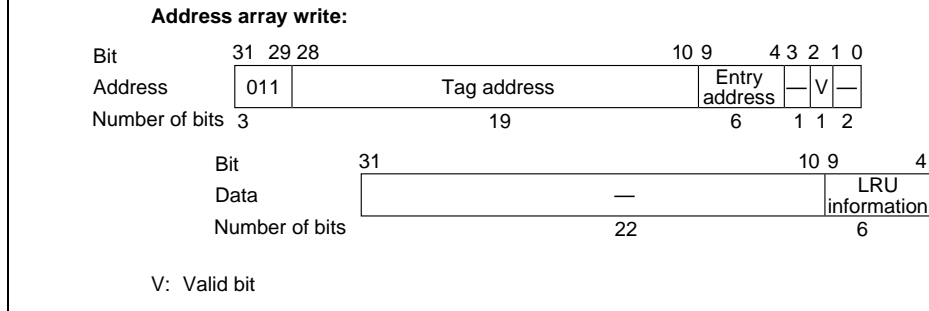 Address array write:
Bit 31 29 28 10 9 4 3 2 1 0
Address 011 Tag address Entry address — V —
Number of bits 3 19 6 1 1 2
Bit 31 10 9 4
Data — LRU information
Number of bits 22 6
V: Valid bit